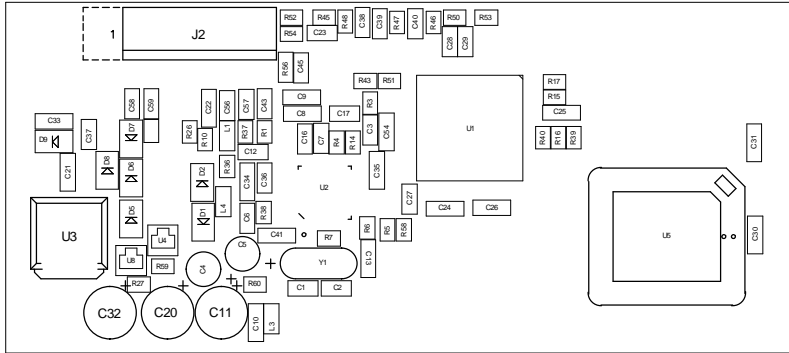 R52 R45 R48 C38 C39 R47 C40 R46 R50 R53
1 J2 R54 C23 C28 C29
R56 C45
R43 R51 R17
C58 C59 C22 C56 C57 C43 C9 R3 U1 R15
C33 C8 C17 C25
C37 D7 R26 R10 L1 R37 R1 C16 C7 R4 R14 C3 C54 R40 R16 R39 C31
D9 C12
C21 D8 D6 D2 R36 C34 C36 U2 C35
C27
U3 D5 D1 L4 C6 R38 C24 C26
U4 C41 R7 R6 R5 R58 C30 U5
U8 R59 C4 C5 Y1 C13
R27 R60 C1 C2
C32 C20 C11 C10 L3